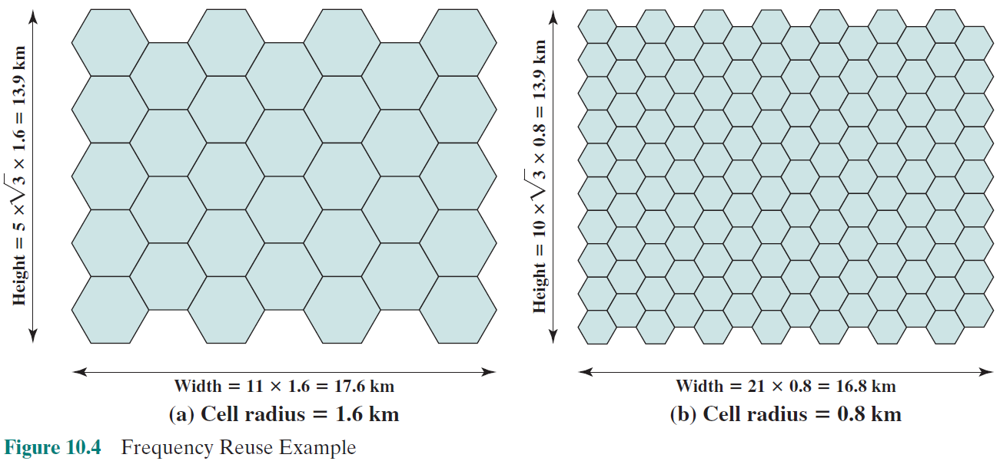 Height = 5 × √3 × 1.6 = 13.9 km
Width = 11 × 1.6 = 17.6 km
(a) Cell radius = 1.6 km
Height = 10 × √3 × 0.8 = 13.9 km
Width = 21 × 0.8 = 16.8 km
(b) Cell radius = 0.8 km
Figure 10.4 Frequency Reuse Example